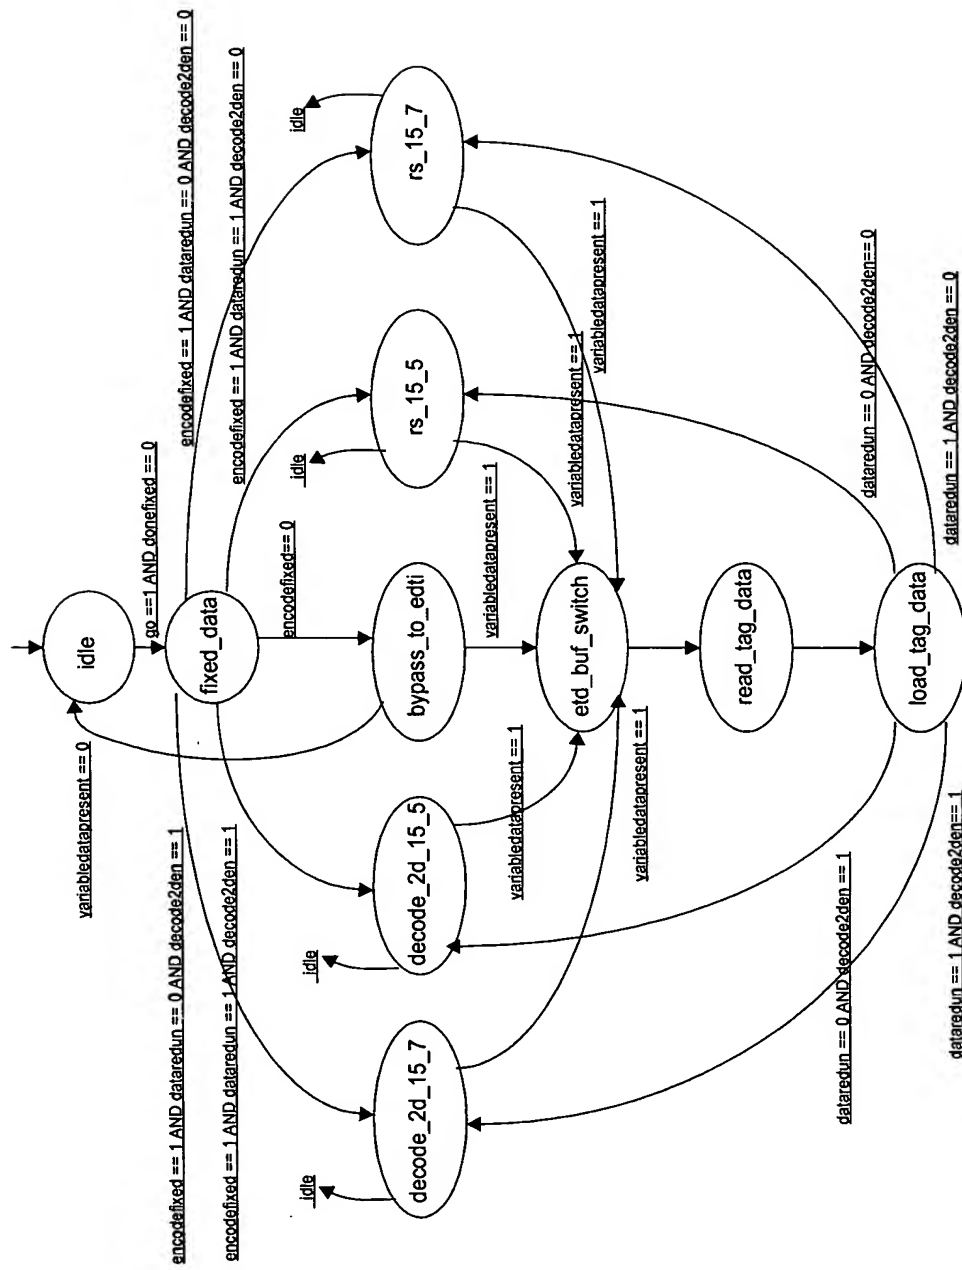 idle
go ==1 AND donefixed == 0
variabledatapresent == 0
fixed_data
encodefixed == 1 AND dataredun == 0 AND decode2den == 1
encodefixed == 1 AND dataredun == 0 AND decode2den == 0
encodefixed == 1 AND dataredun == 1 AND decode2den == 1
encodefixed == 1 AND dataredun == 1 AND decode2den == 0
encodefixed== 0
idle
idle
idle
idle
decode_2d_15_7
decode_2d_15_5
bypass_to_edti
rs_15_5
rs_15_7
variabledatapresent == 1
variabledatapresent == 1
variabledatapresent == 1
variabledatapresent == 1
variabledatapresent == 1
etd_buf_switch
read_tag_data
dataredun == 0 AND decode2den == 1
dataredun == 0 AND decode2den== 0
load_tag_data
dataredun == 1 AND decode2den== 1
dataredun == 1 AND decode2den == 0